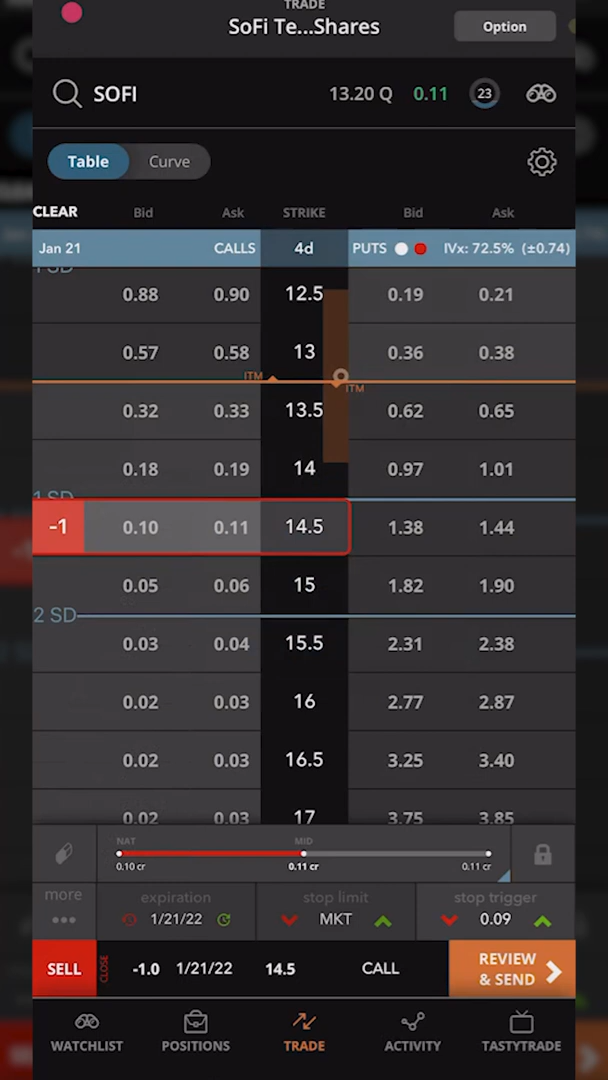 TRADE
SoFi Te...Shares
Option
SOFI 13.20 Q 0.11 23
Table Curve
CLEAR Bid Ask STRIKE Bid Ask
Jan 21 CALLS 4d PUTS IVx: 72.5% (±0.74)
1 SD
0.88 0.90 12.5 0.19 0.21
0.57 0.58 13 0.36 0.38
ITM
ITM
0.32 0.33 13.5 0.62 0.65
0.18 0.19 14 0.97 1.01
1 SD
-1 0.10 0.11 14.5 1.38 1.44
0.05 0.06 15 1.82 1.90
2 SD
0.03 0.04 15.5 2.31 2.38
0.02 0.03 16 2.77 2.87
0.02 0.03 16.5 3.25 3.40
0.02 0.03 17 3.75 3.85
NAT MID
0.10 cr 0.11 cr 0.11 cr
more expiration stop limit stop trigger
1/21/22 MKT 0.09
SELL CLOSE -1.0 1/21/22 14.5 CALL REVIEW
& SEND
WATCHLIST POSITIONS TRADE ACTIVITY TASTYTRADE